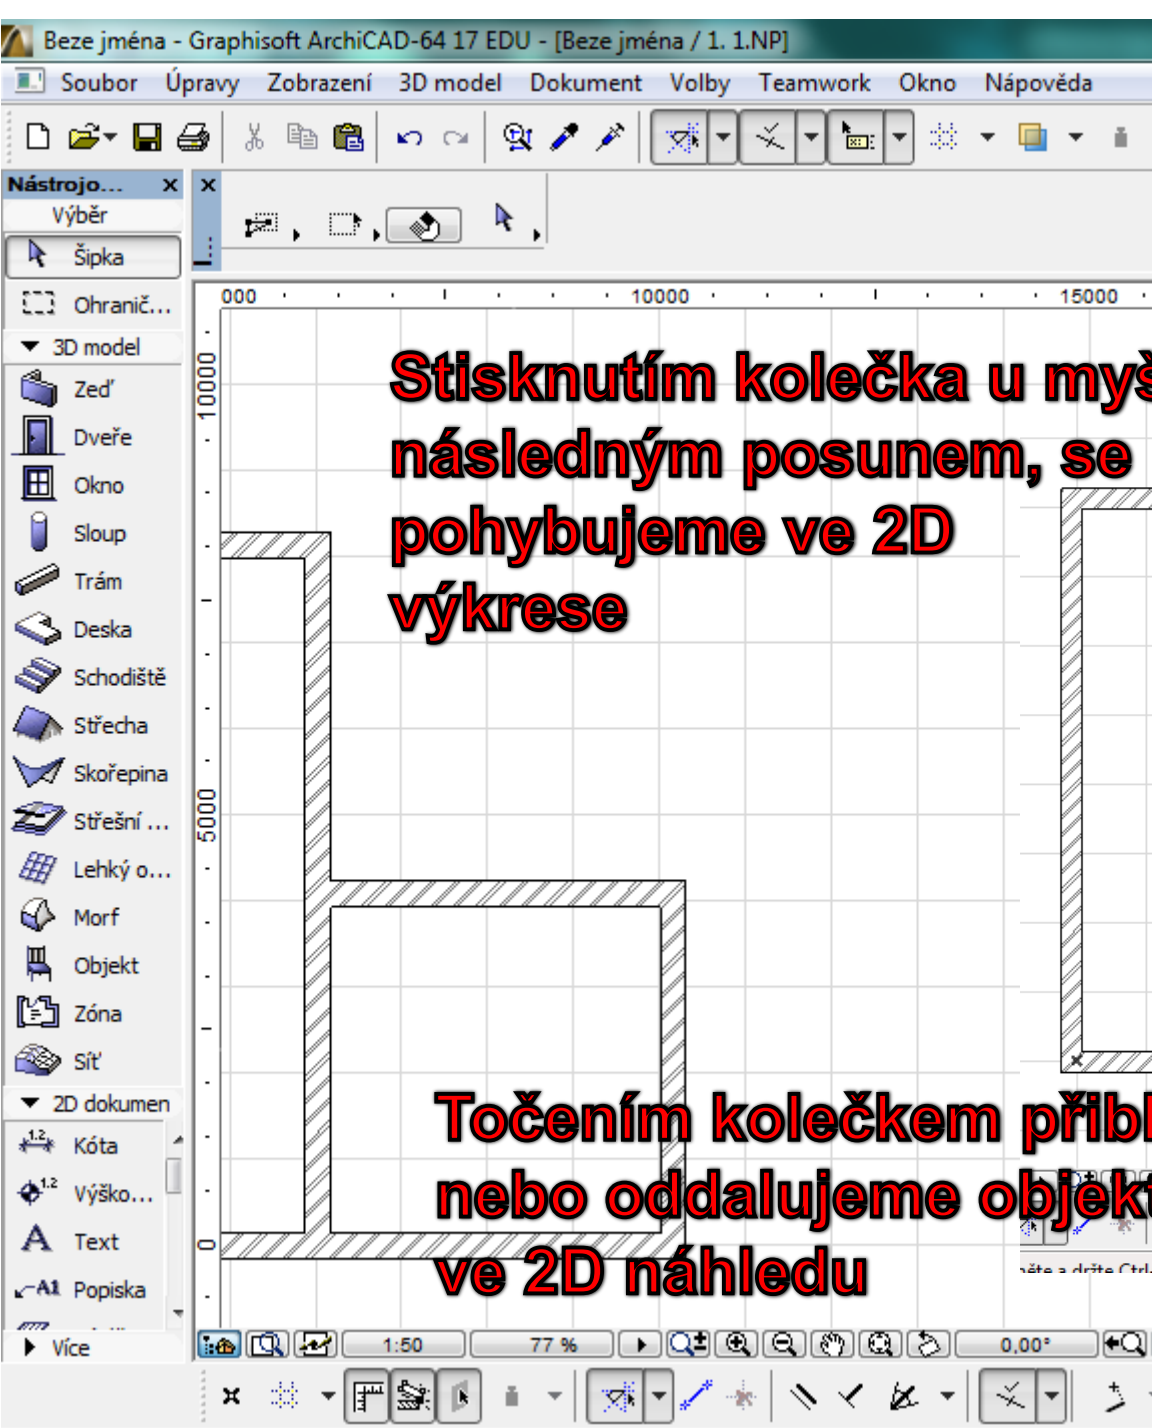 Beze jména - Graphisoft ArchiCAD-64 17 EDU - [Beze jména / 1. 1.NP]
Soubor Úpravy Zobrazení 3D model Dokument Volby Teamwork Okno Nápověda
Nástrojo...
Výběr
Šipka
Ohranič...
3D model
Zeď
Dveře
Okno
Sloup
Trám
Deska
Schodiště
Střecha
Skořepina
Střešní ...
Lehký o...
Morf
Objekt
Zóna
Síť
2D dokumen
Kóta
Výško...
Text
Popiska
Více
000 10000 15000
10000
5000
0
Stisknutím kolečka u myš
následným posunem, se
pohybujeme ve 2D
výkrese
Točením kolečkem přibl
nebo oddalujeme objekt
ve 2D náhledu
a držte Ctrl-
1:50 77 % 0,00°